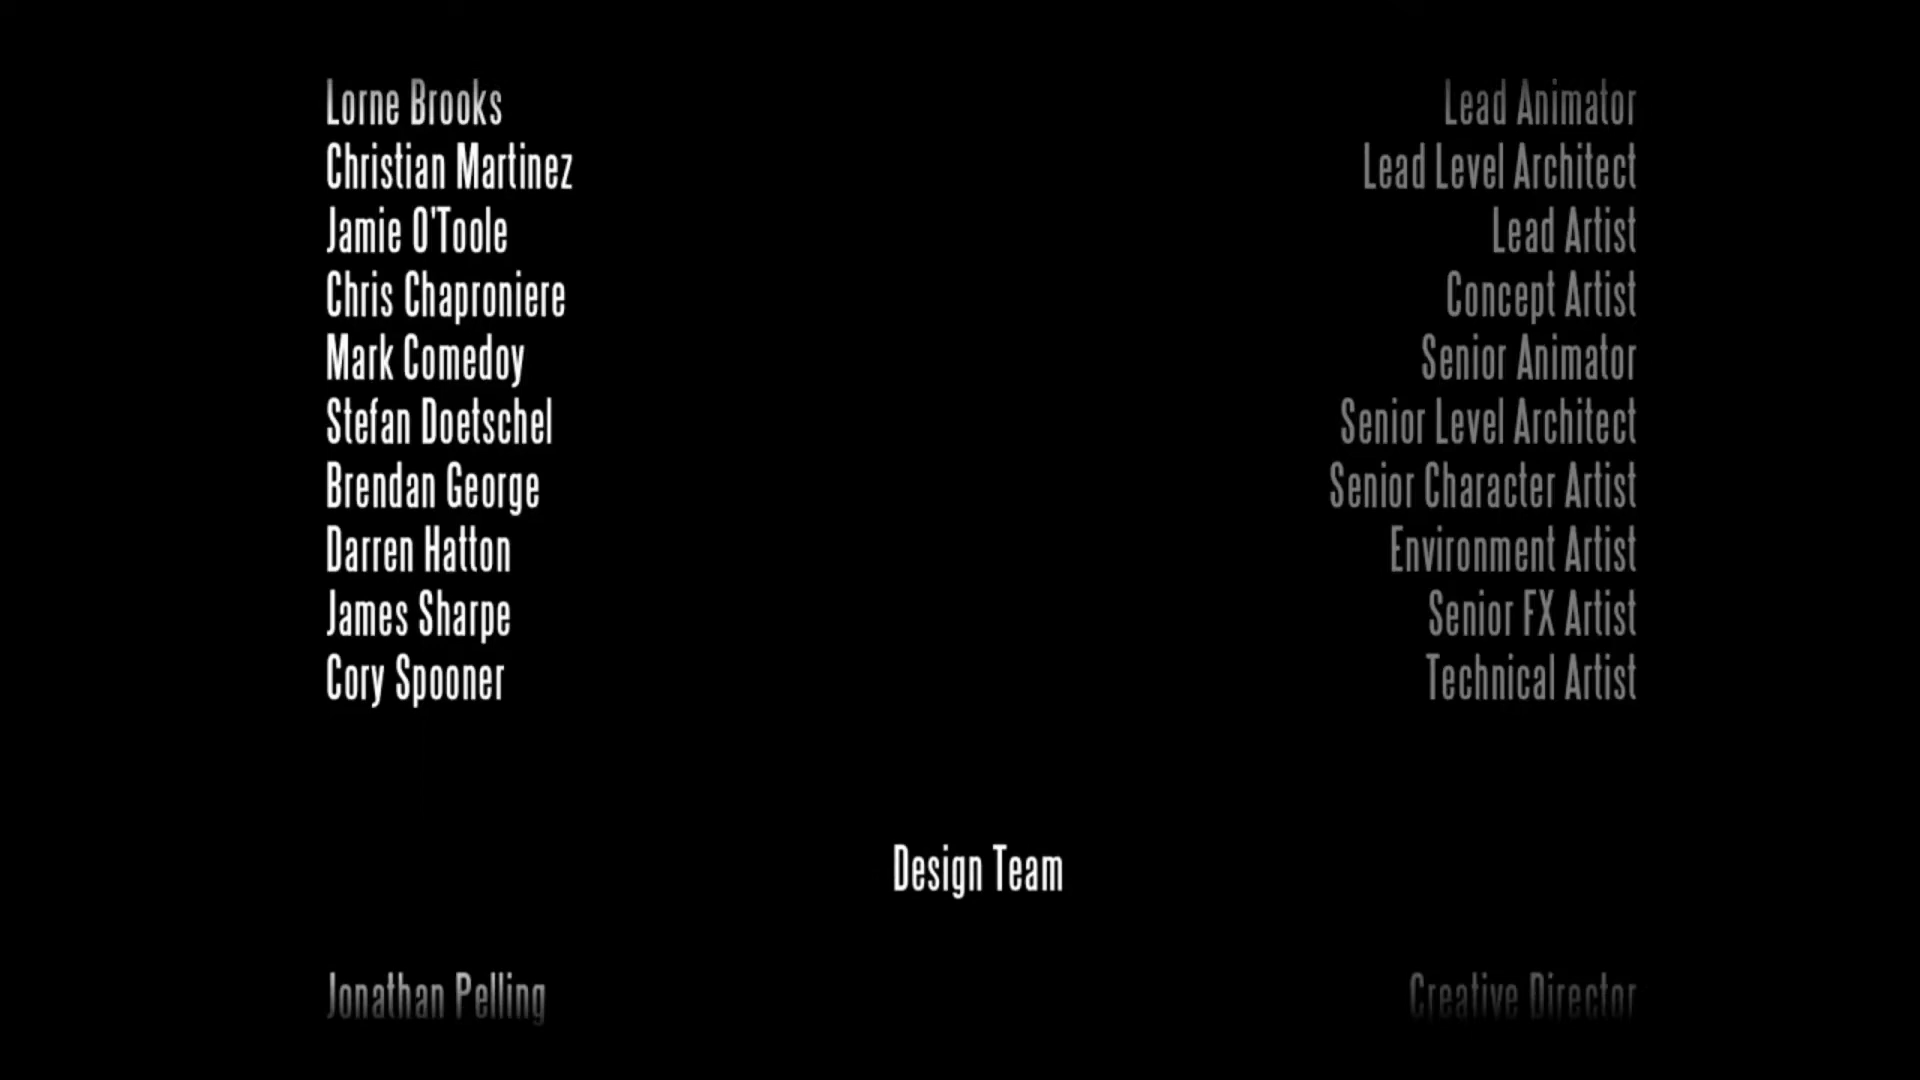 Lorne Brooks Lead Animator
Christian Martinez Lead Level Architect
Jamie O'Toole Lead Artist
Chris Chaproniere Concept Artist
Mark Comedoy Senior Animator
Stefan Doetschel Senior Level Architect
Brendan George Senior Character Artist
Darren Hatton Environment Artist
James Sharpe Senior FX Artist
Cory Spooner Technical Artist
Design Team
Jonathan Pelling Creative Director